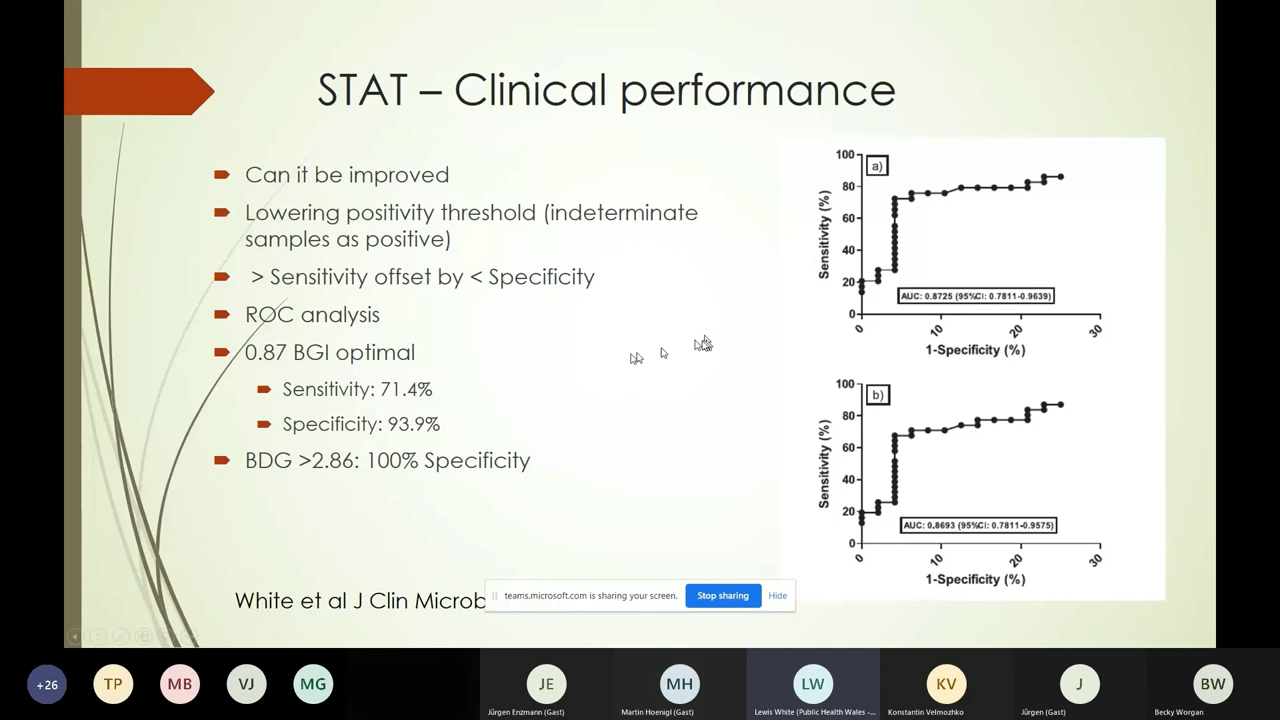 STAT – Clinical performance
Can it be improved
Lowering positivity threshold (indeterminate
samples as positive)
> Sensitivity offset by < Specificity
ROC analysis
0.87 BGI optimal
Sensitivity: 71.4%
Specificity: 93.9%
BDG >2.86: 100% Specificity
White et al J Clin Microb
a)
Sensitivity (%)
100
80
60
40
20
0
AUC: 0.8725 (95%CI: 0.7811-0.9639)
0 10 20 30
1-Specificity (%)
b)
Sensitivity (%)
100
80
60
40
20
0
AUC: 0.8693 (95%CI: 0.7811-0.9575)
0 10 20 30
1-Specificity (%)
teams.microsoft.com is sharing your screen.
Stop sharing
Hide
+26
TP
MB
VJ
MG
JE
Jürgen Enzmann (Gast)
MH
Martin Hoenigl (Gast)
LW
Lewis White (Public Health Wales -...
KV
Konstantin Velmozhko
J
Jürgen (Gast)
BW
Becky Worgan